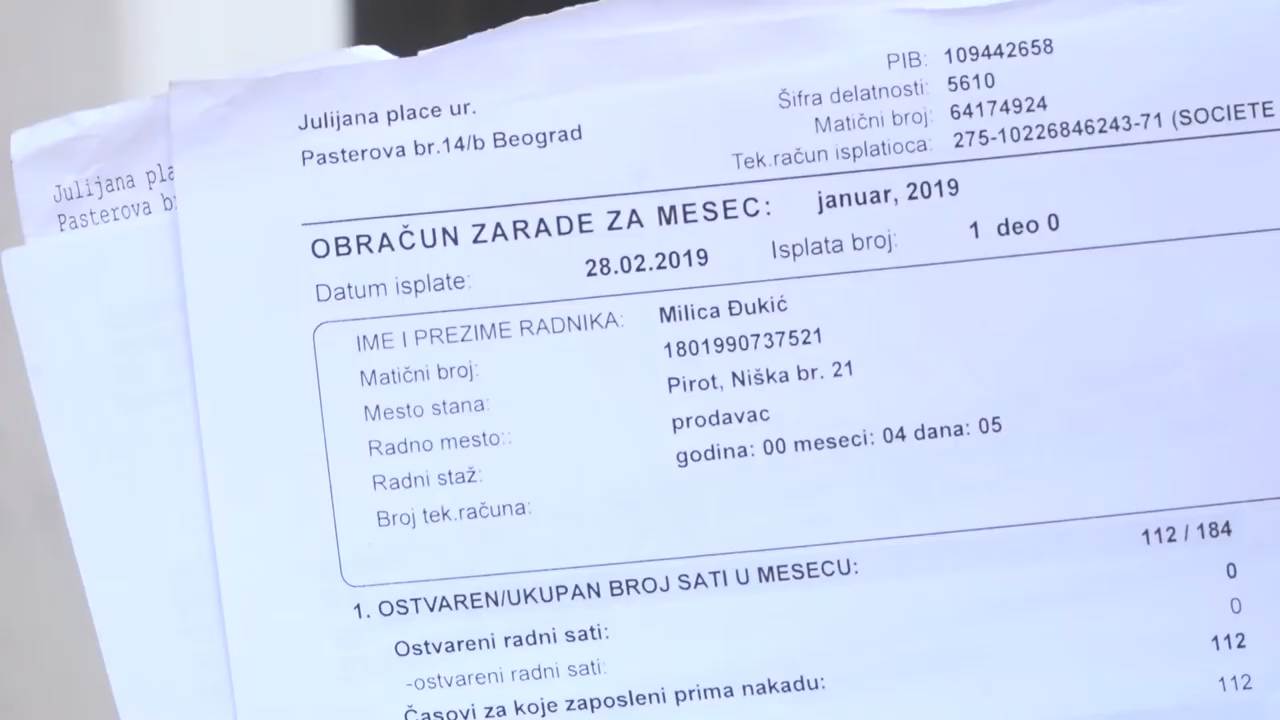 Julijana place ur.
Pasterova br.14/b Beograd
PIB: 109442658
Šifra delatnosti: 5610
Matični broj: 64174924
Tek.račun isplatioca: 275-10226846243-71 (SOCIETE
Julijana pla
Pasterova b
OBRAČUN ZARADE ZA MESEC: januar, 2019
Datum isplate: 28.02.2019 Isplata broj: 1 deo 0
IME I PREZIME RADNIKA: Milica Đukić
Matični broj: 1801990737521
Mesto stana: Pirot, Niška br. 21
Radno mesto:: prodavac
Radni staž: godina: 00 meseci: 04 dana: 05
Broj tek.računa:
1. OSTVAREN/UKUPAN BROJ SATI U MESECU: 112 / 184
Ostvareni radni sati: 0
-ostvareni radni sati: 0
Časovi za koje zaposleni prima nakadu: 112
112